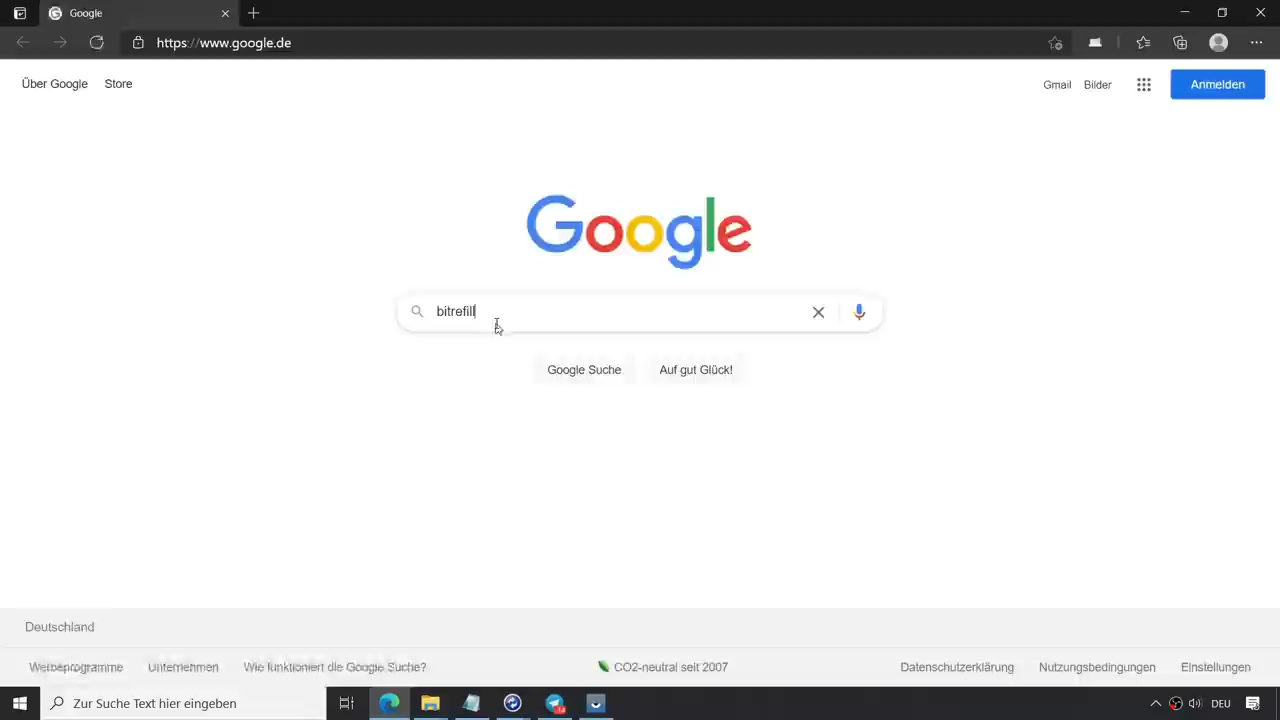 Google
https://www.google.de
Über Google
Store
Gmail
Bilder
Anmelden
Google
bitrefill
Google Suche
Auf gut Glück!
Deutschland
Werbeprogramme
Unternehmen
Wie funktioniert die Google Suche?
CO2-neutral seit 2007
Datenschutzerklärung
Nutzungsbedingungen
Einstellungen
Zur Suche Text hier eingeben
DEU